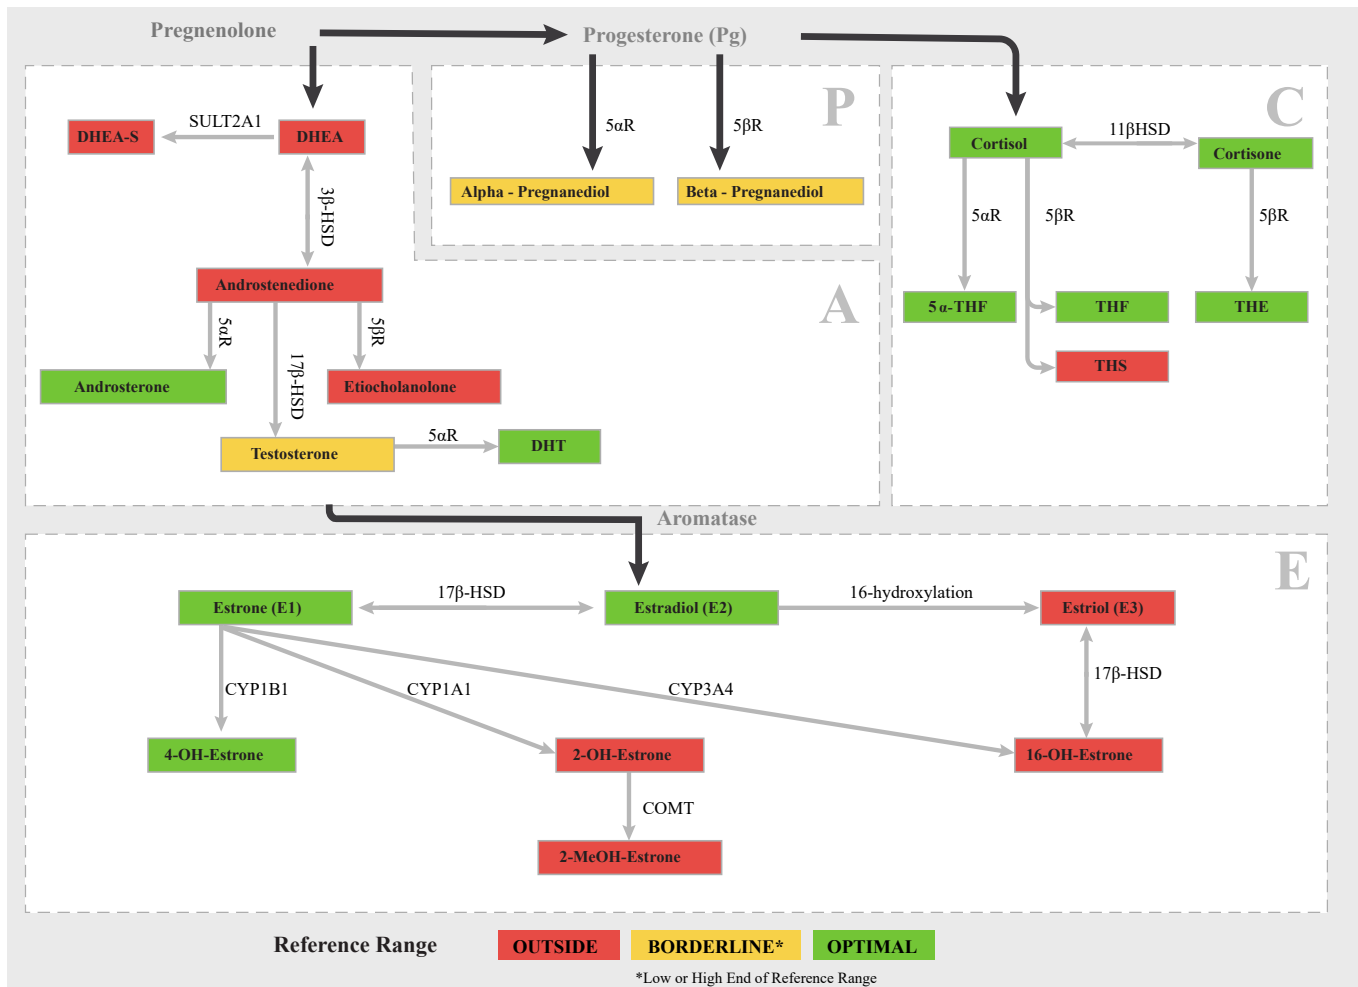 Pregnenolone
Progesterone (Pg)
P
C
A
SULT2A1
DHEA-S
DHEA
3β-HSD
Androstenedione
5αR
17β-HSD
5βR
Androsterone
Etiocholanolone
Testosterone
5αR
DHT
5αR
5βR
Alpha - Pregnanediol
Beta - Pregnanediol
Cortisol
11βHSD
Cortisone
5αR
5βR
5βR
5α-THF
THF
THE
THS
Aromatase
E
Estrone (E1)
17β-HSD
Estradiol (E2)
16-hydroxylation
Estriol (E3)
CYP1B1
CYP1A1
CYP3A4
17β-HSD
4-OH-Estrone
2-OH-Estrone
16-OH-Estrone
COMT
2-MeOH-Estrone
Reference Range
OUTSIDE
BORDERLINE*
OPTIMAL
*Low or High End of Reference Range